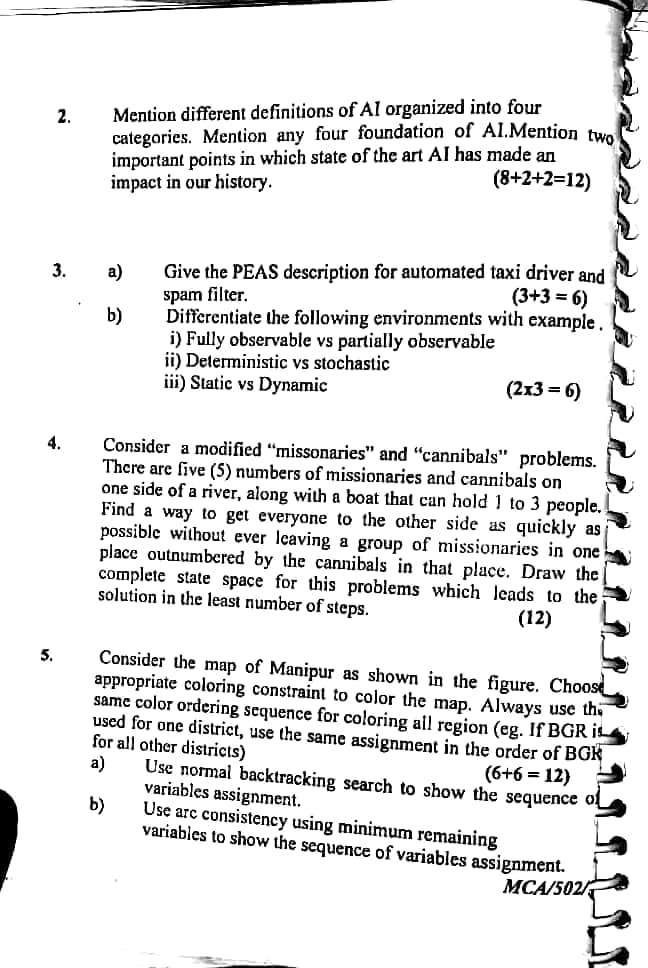 2. Mention different definitions of AI organized into four
categories. Mention any four foundation of AI.Mention two
important points in which state of the art AI has made an
impact in our history. (8+2+2=12)
3. a) Give the PEAS description for automated taxi driver and
spam filter. (3+3 = 6)
b) Differentiate the following environments with example .
i) Fully observable vs partially observable
ii) Deterministic vs stochastic
iii) Static vs Dynamic (2x3 = 6)
4. Consider a modified “missonaries” and “cannibals” problems.
There are five (5) numbers of missionaries and cannibals on
one side of a river, along with a boat that can hold 1 to 3 people.
Find a way to get everyone to the other side as quickly as
possible without ever leaving a group of missionaries in one
place outnumbered by the cannibals in that place. Draw the
complete state space for this problems which leads to the
solution in the least number of steps. (12)
5. Consider the map of Manipur as shown in the figure. Choose
appropriate coloring constraint to color the map. Always use the
same color ordering sequence for coloring all region (eg. If BGR is
used for one district, use the same assignment in the order of BGR
for all other districts) (6+6 = 12)
a) Use normal backtracking search to show the sequence of
variables assignment.
b) Use arc consistency using minimum remaining
variables to show the sequence of variables assignment.
MCA/502/